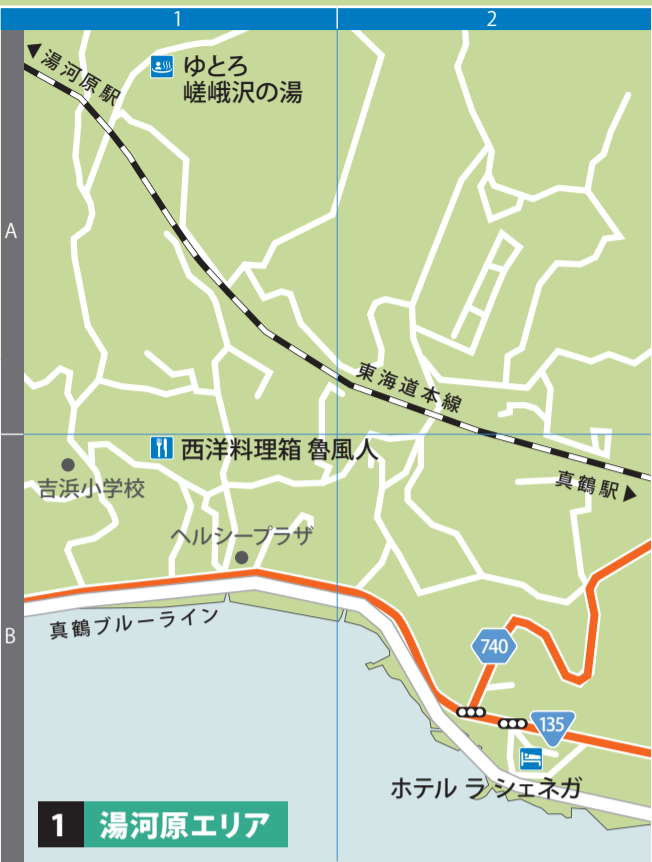 1
2
A
B
湯河原駅
ゆとろ
嵯峨沢の湯
東海道本線
西洋料理箱 魯風人
吉浜小学校
真鶴駅
ヘルシープラザ
真鶴ブルーライン
740
135
ホテル ラ シェネガ
1 湯河原エリア